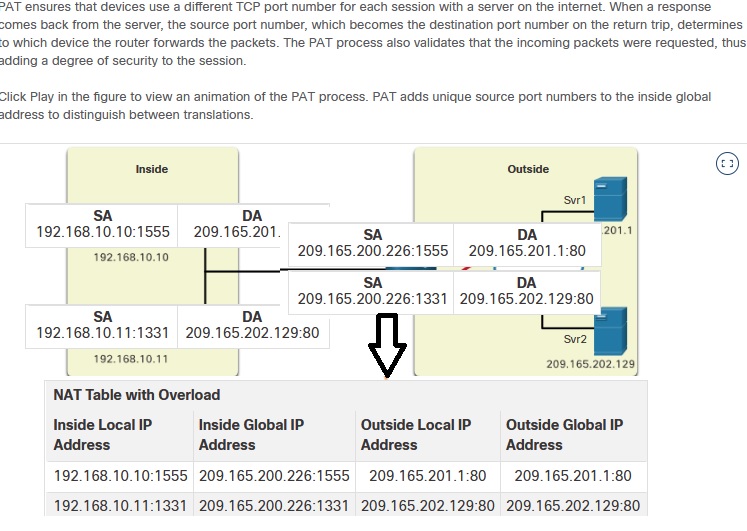 PAT ensures that devices use a different TCP port number for each session with a server on the internet. When a response
comes back from the server, the source port number, which becomes the destination port number on the return trip, determines
to which device the router forwards the packets. The PAT process also validates that the incoming packets were requested, thus
adding a degree of security to the session.
Click Play in the figure to view an animation of the PAT process. PAT adds unique source port numbers to the inside global
address to distinguish between translations.
Inside
Outside
Svr1
SA DA
192.168.10.10:1555 209.165.201.
.201.1
SA DA
209.165.200.226:1555 209.165.201.1:80
192.168.10.10
SA DA
209.165.200.226:1331 209.165.202.129:80
SA DA
192.168.10.11:1331 209.165.202.129:80
Svr2
192.168.10.11
209.165.202.129
NAT Table with Overload
Inside Local IP Address
Inside Global IP Address
Outside Local IP Address
Outside Global IP Address
192.168.10.10:1555 209.165.200.226:1555 209.165.201.1:80 209.165.201.1:80
192.168.10.11:1331 209.165.200.226:1331 209.165.202.129:80 209.165.202.129:80